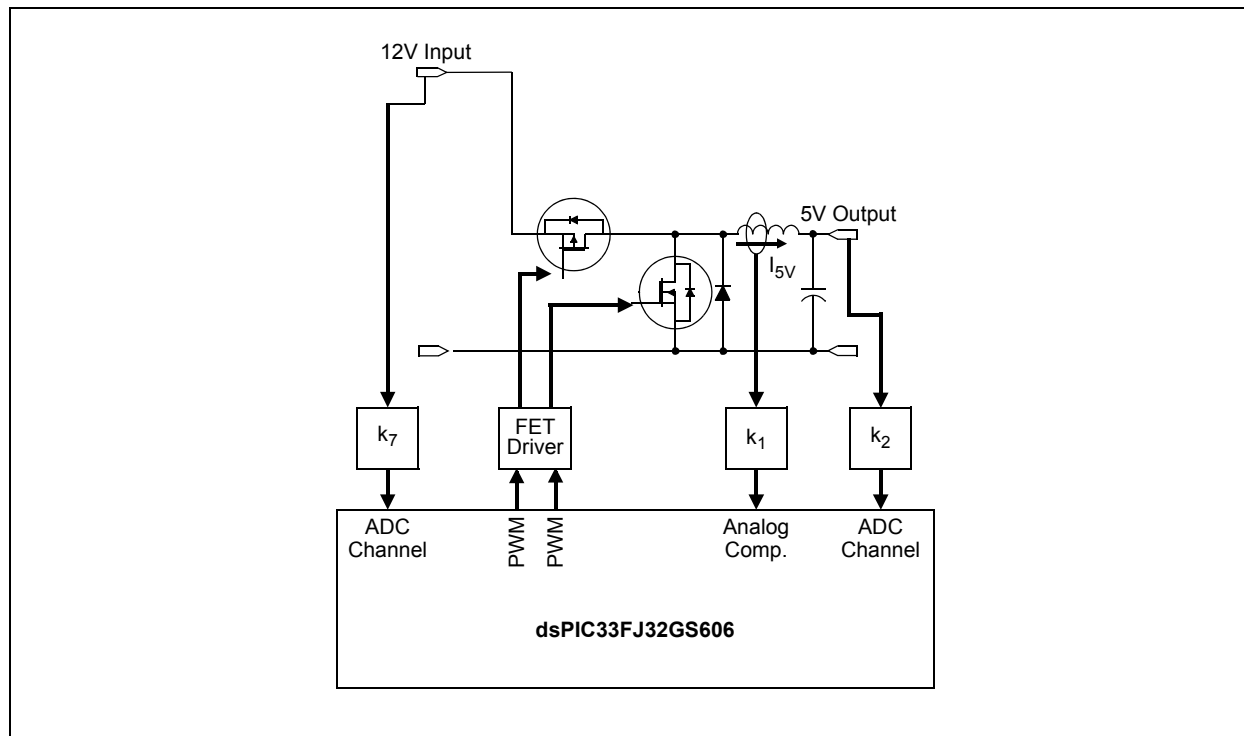 12V Input
5V Output
I5V
k7
FET
Driver
k1
k2
ADC
Channel
PWM
PWM
Analog
Comp.
ADC
Channel
dsPIC33FJ32GS606